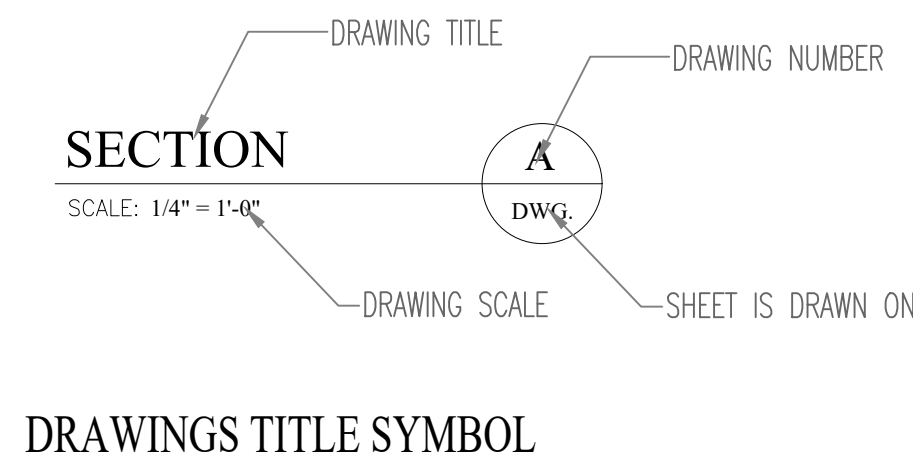 DRAWING TITLE
DRAWING NUMBER
SECTION
A
SCALE: 1/4" = 1'-0"
DWG.
DRAWING SCALE
SHEET IS DRAWN ON
DRAWINGS TITLE SYMBOL